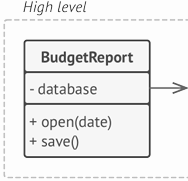 High level
BudgetReport
- database
+ open(date)
+ save()